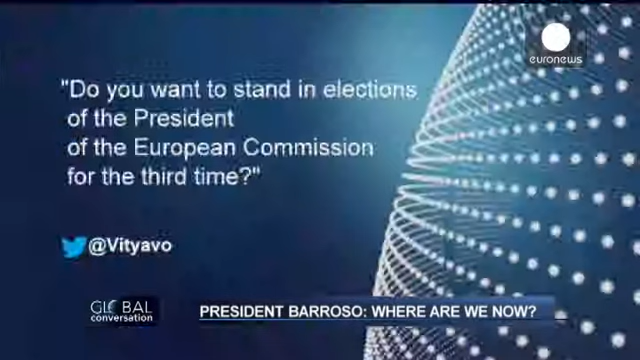 euronews
"Do you want to stand in elections
of the President
of the European Commission
for the third time?"
@Vityavo
GLOBAL
conversation
PRESIDENT BARROSO: WHERE ARE WE NOW?